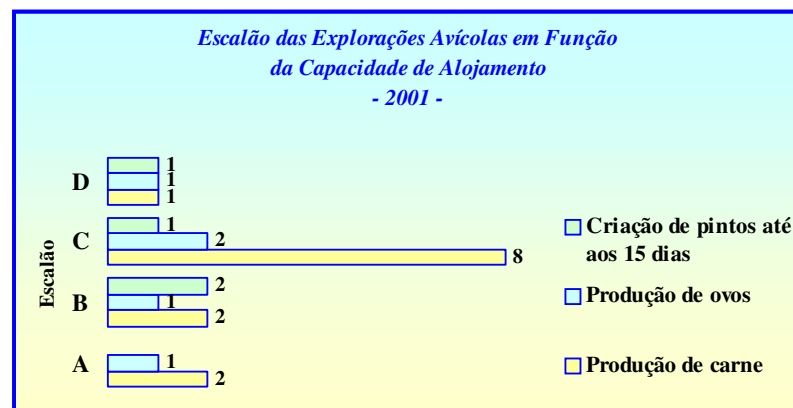 Escalão das Explorações Avícolas em Função
da Capacidade de Alojamento
- 2001 -
Escalão
D
1
1
1
C
1
2
8
B
2
1
2
A
1
2
Criação de pintos até
aos 15 dias
Produção de ovos
Produção de carne